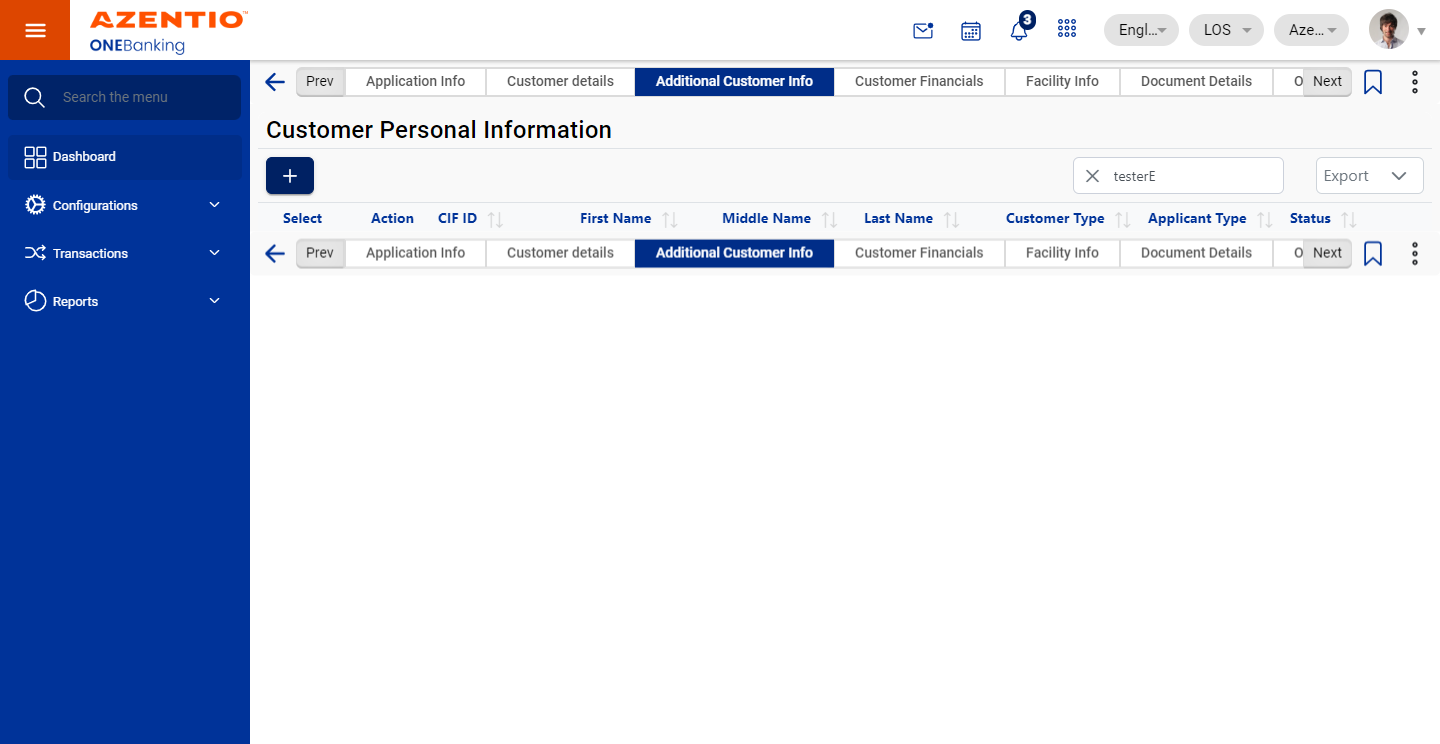 AZENTIO™
ONEBanking
3
Engl...
LOS
Aze...
Search the menu
Dashboard
Configurations
Transactions
Reports
Prev
Application Info
Customer details
Additional Customer Info
Customer Financials
Facility Info
Document Details
O
Next
Customer Personal Information
+
testerE
Export
Select
Action
CIF ID
First Name
Middle Name
Last Name
Customer Type
Applicant Type
Status
Prev
Application Info
Customer details
Additional Customer Info
Customer Financials
Facility Info
Document Details
O
Next